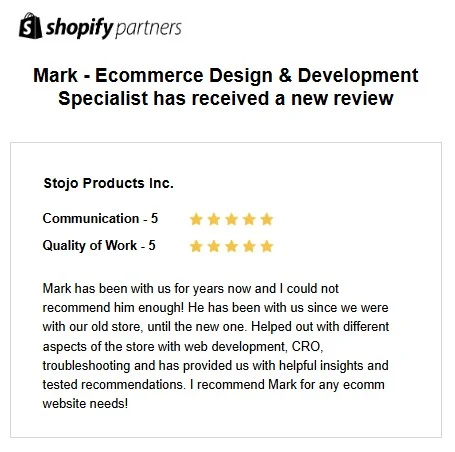 shopify partners
Mark - Ecommerce Design & Development
Specialist has received a new review
Stojo Products Inc.
Communication - 5
Quality of Work - 5
Mark has been with us for years now and I could not
recommend him enough! He has been with us since we were
with our old store, until the new one. Helped out with different
aspects of the store with web development, CRO,
troubleshooting and has provided us with helpful insights and
tested recommendations. I recommend Mark for any ecomm
website needs!